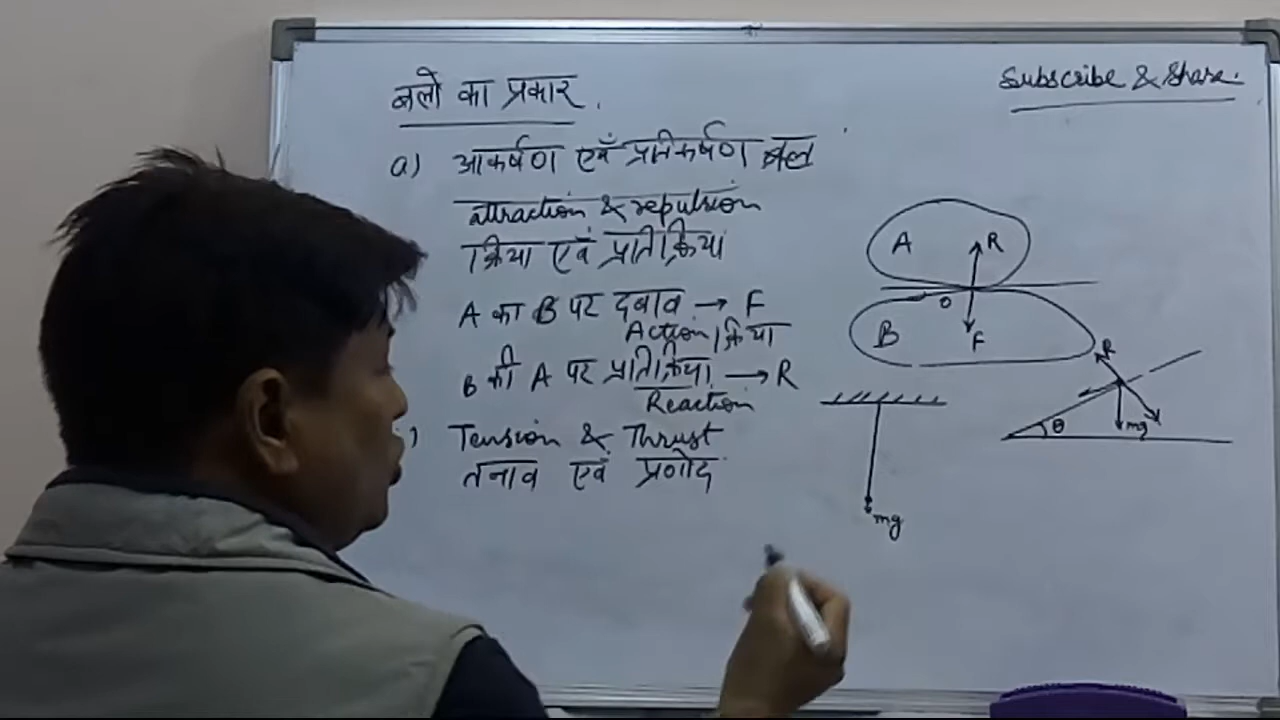 बलो का प्रकार.
Subscribe & Share.
a) आकर्षण एवँ प्रतिकर्षण बल
attraction & repulsion
क्रिया एवं प्रतिक्रिया
A का B पर दबाव → F
Action/क्रिया
B की A पर प्रतिक्रिया → R
Reaction
) Tension & Thrust
तनाव एवं प्रणोद
A R
O
B F
R
θ mg
mg